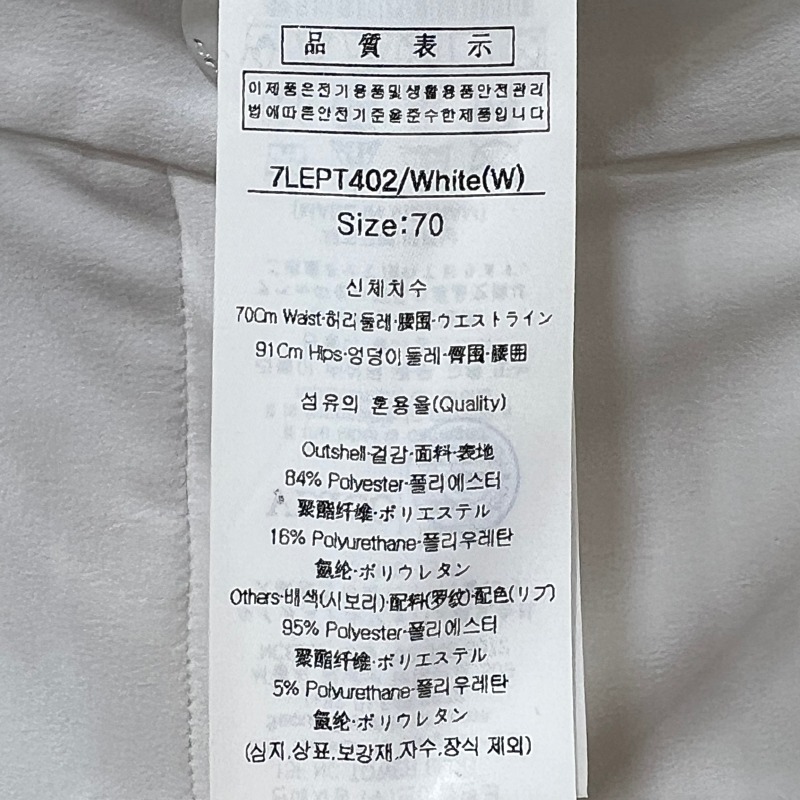 品質表示
이제품은전기용품및생활용품안전관리
법에따른안전기준을준수한제품입니다
7LEPT402/White(W)
Size:70
신체치수
70Cm Waist·허리둘레·腰围·ウエストライン
91Cm Hips·엉덩이둘레·臀围·腰囲
섬유의 혼용율(Quality)
Outshell·겉감·面料·表地
84% Polyester·폴리에스터
聚酯纤维·ポリエステル
16% Polyurethane·폴리우레탄
氨纶·ポリウレタン
Others·배색(시보리)·配料(罗纹)·配色(リブ)
95% Polyester·폴리에스터
聚酯纤维·ポリエステル
5% Polyurethane·폴리우레탄
氨纶·ポリウレタン
(심지,상표,보강재,자수,장식 제외)